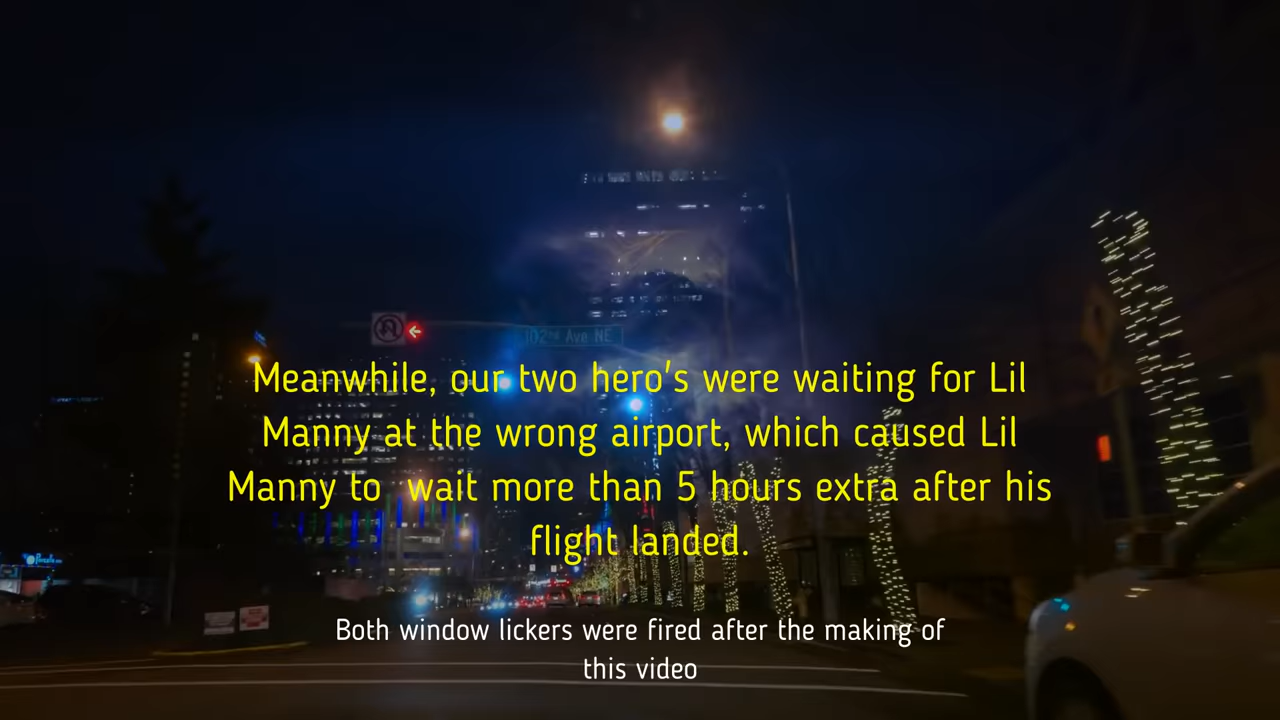 102nd Ave NE
Meanwhile, our two hero's were waiting for Lil
Manny at the wrong airport, which caused Lil
Manny to  wait more than 5 hours extra after his
flight landed.
Both window lickers were fired after the making of
this video